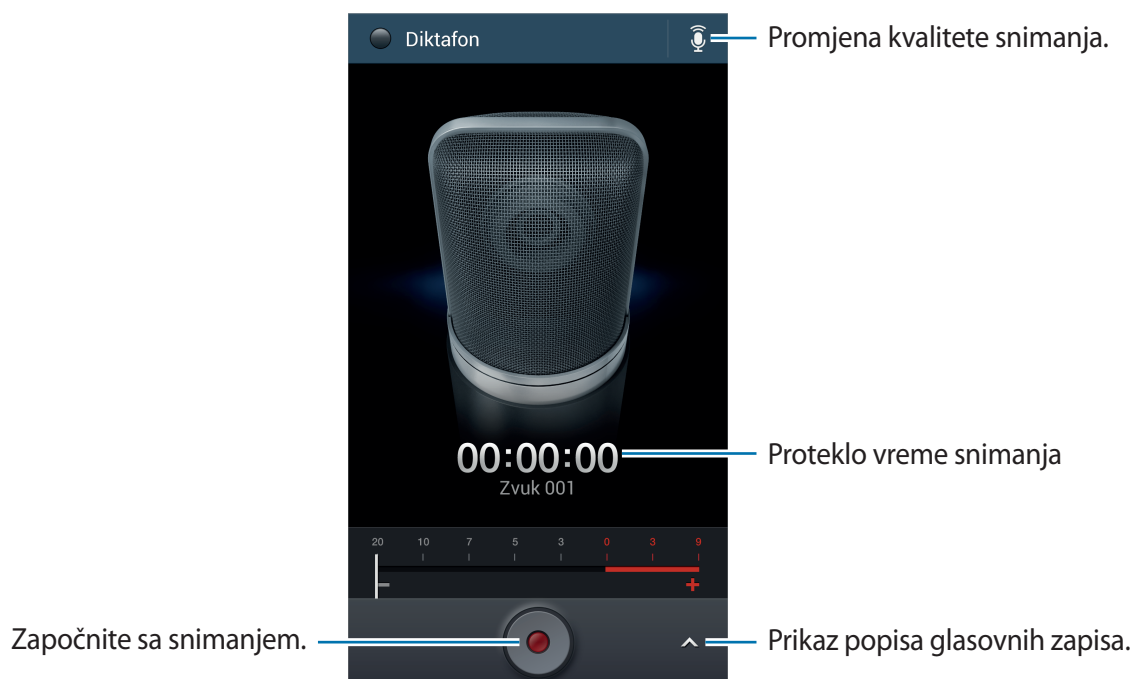 Diktafon
Promjena kvalitete snimanja.
00:00:00
Proteklo vreme snimanja
Zvuk 001
20 10 7 5 3 0 3 9
− +
Započnite sa snimanjem.
Prikaz popisa glasovnih zapisa.